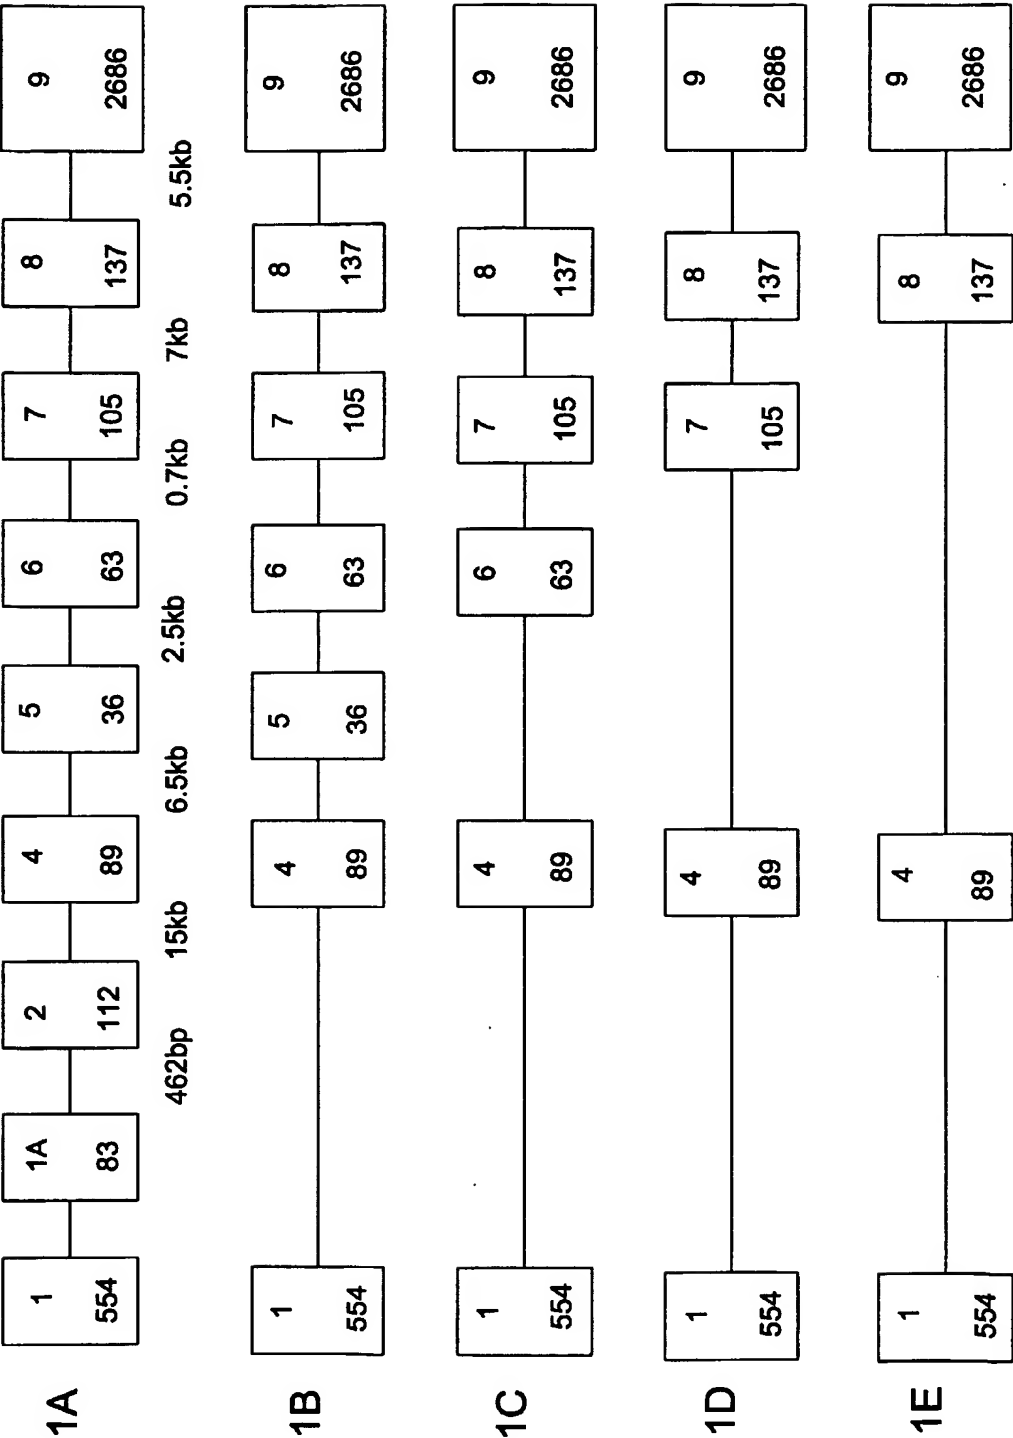 1A
1 1A 2 4 5 6 7 8 9
554 83 112 89 36 63 105 137 2686
462bp 15kb 6.5kb 2.5kb 0.7kb 7kb 5.5kb
1B
1 4 5 6 7 8 9
554 89 36 63 105 137 2686
1C
1 4 6 7 8 9
554 89 63 105 137 2686
1D
1 4 7 8 9
554 89 105 137 2686
1E
1 4 8 9
554 89 137 2686